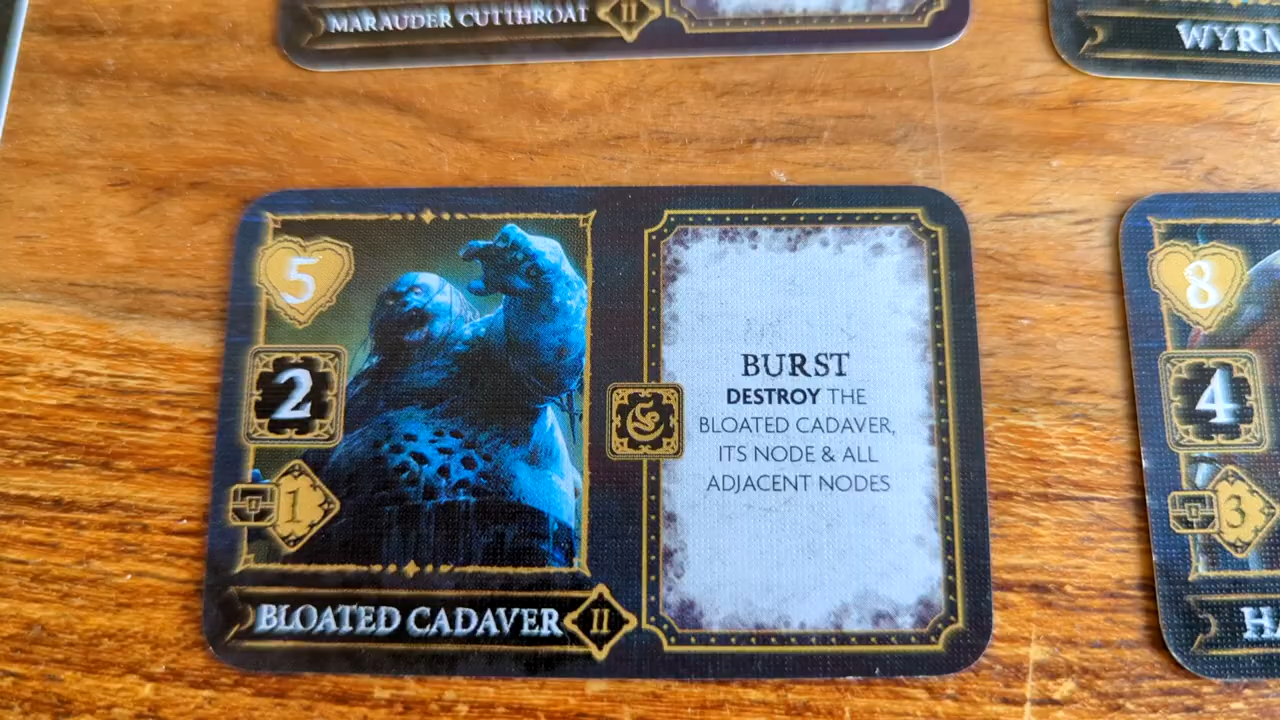 MARAUDER CUTTHROAT II
5
2
1
BLOATED CADAVER II
BURST
DESTROY THE
BLOATED CADAVER,
ITS NODE & ALL
ADJACENT NODES
8
4
3